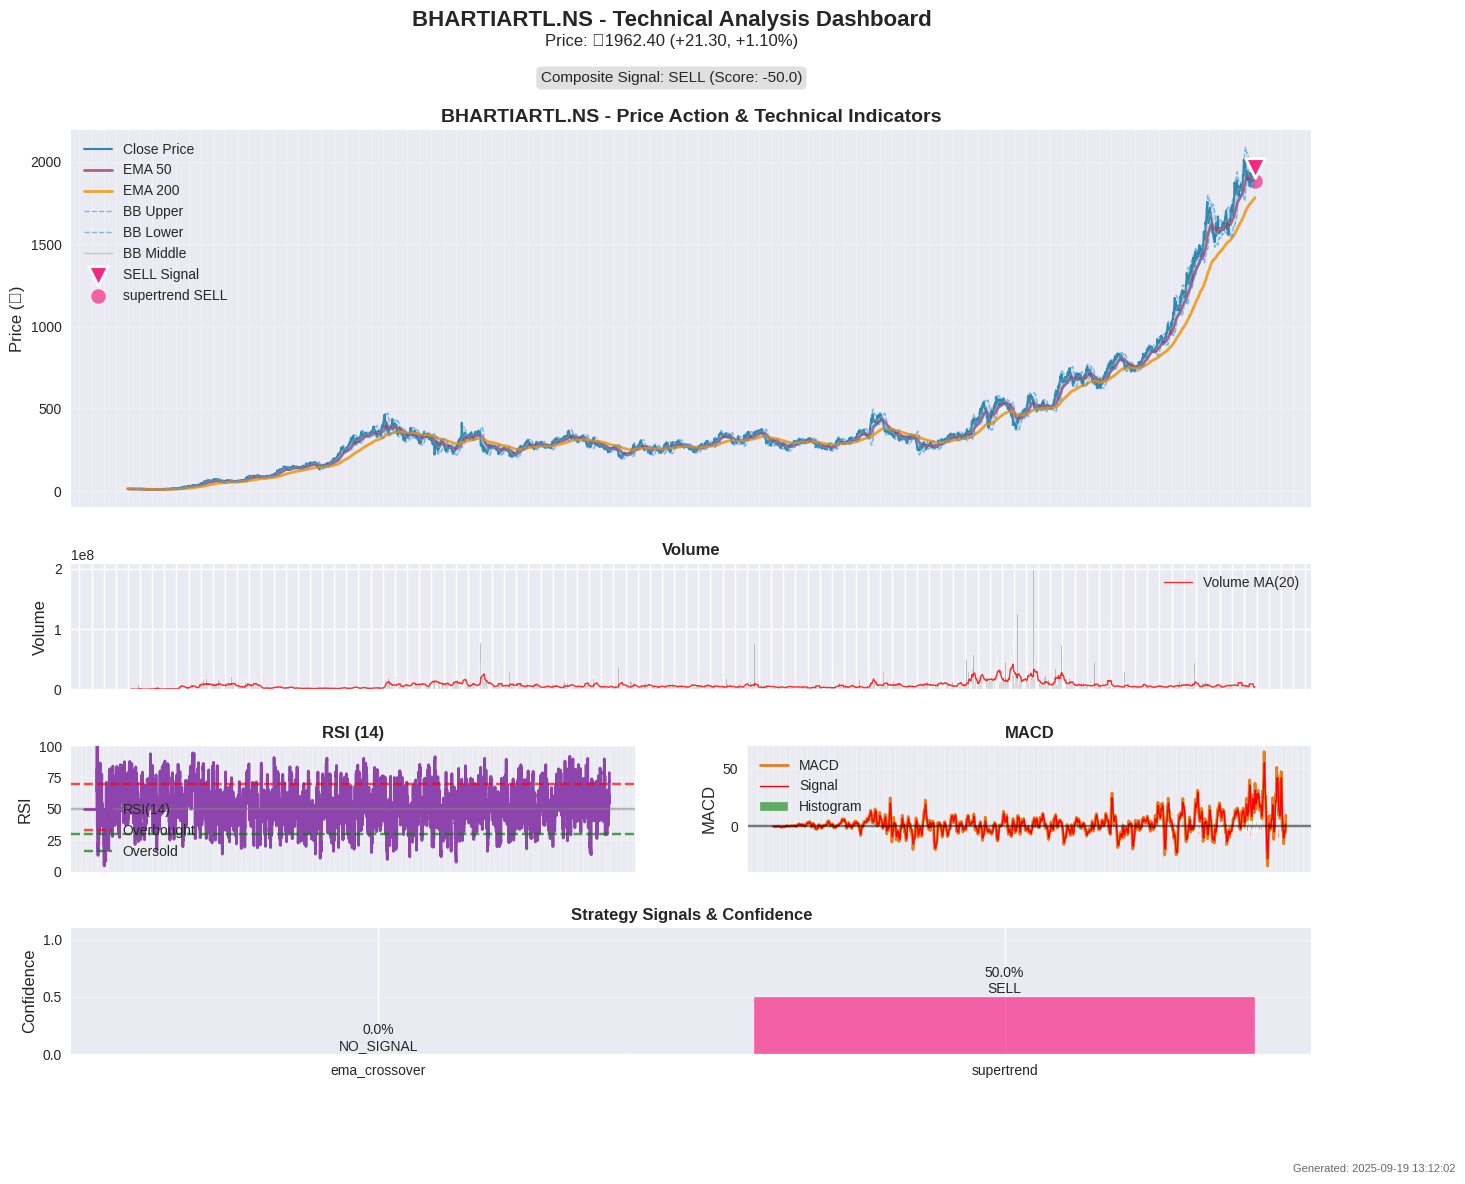 BHARTIARTL.NS - Technical Analysis Dashboard
Price: 1962.40 (+21.30, +1.10%)
Composite Signal: SELL (Score: -50.0)
BHARTIARTL.NS - Price Action & Technical Indicators
Close Price
EMA 50
EMA 200
BB Upper
BB Lower
BB Middle
SELL Signal
supertrend SELL
Price ()
2000
1500
1000
500
0
Volume
1e8
Volume
2
1
0
Volume MA(20)
RSI (14)
RSI
100
75
50
25
0
RSI(14)
Overbought
Oversold
MACD
MACD
50
0
MACD
Signal
Histogram
Strategy Signals & Confidence
Confidence
1.0
0.5
0.0
0.0%
NO_SIGNAL
50.0%
SELL
ema_crossover
supertrend
Generated: 2025-09-19 13:12:02